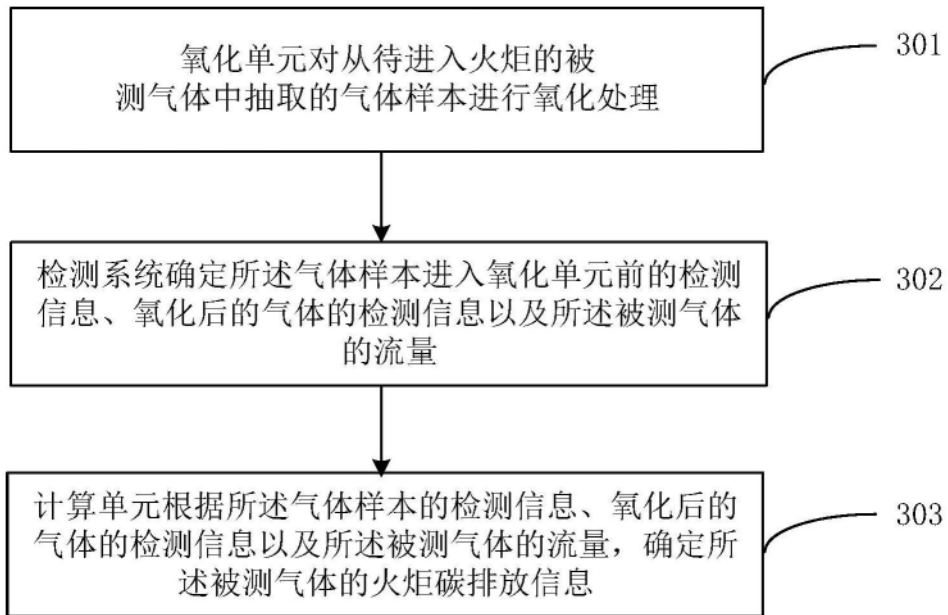 氧化单元对从待进入火炬的被
测气体中抽取的气体样本进行氧化处理
301
检测系统确定所述气体样本进入氧化单元前的检测
信息、氧化后的气体的检测信息以及所述被测气体
的流量
302
计算单元根据所述气体样本的检测信息、氧化后的
气体的检测信息以及所述被测气体的流量，确定所
述被测气体的火炬碳排放信息
303